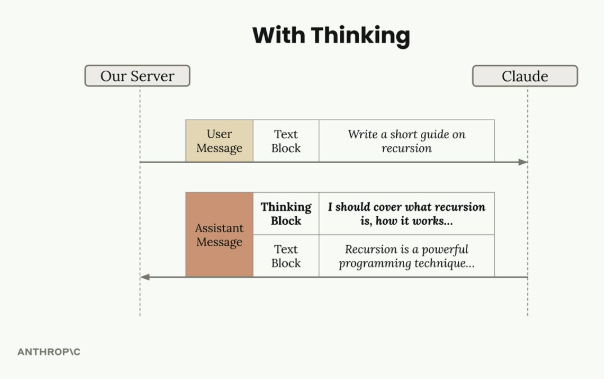 With Thinking
Our Server
Claude
User
Message
Text
Block
Write a short guide on
recursion
Assistant
Message
Thinking
Block
I should cover what recursion
is, how it works...
Text
Block
Recursion is a powerful
programming technique...
ANTHROP\C